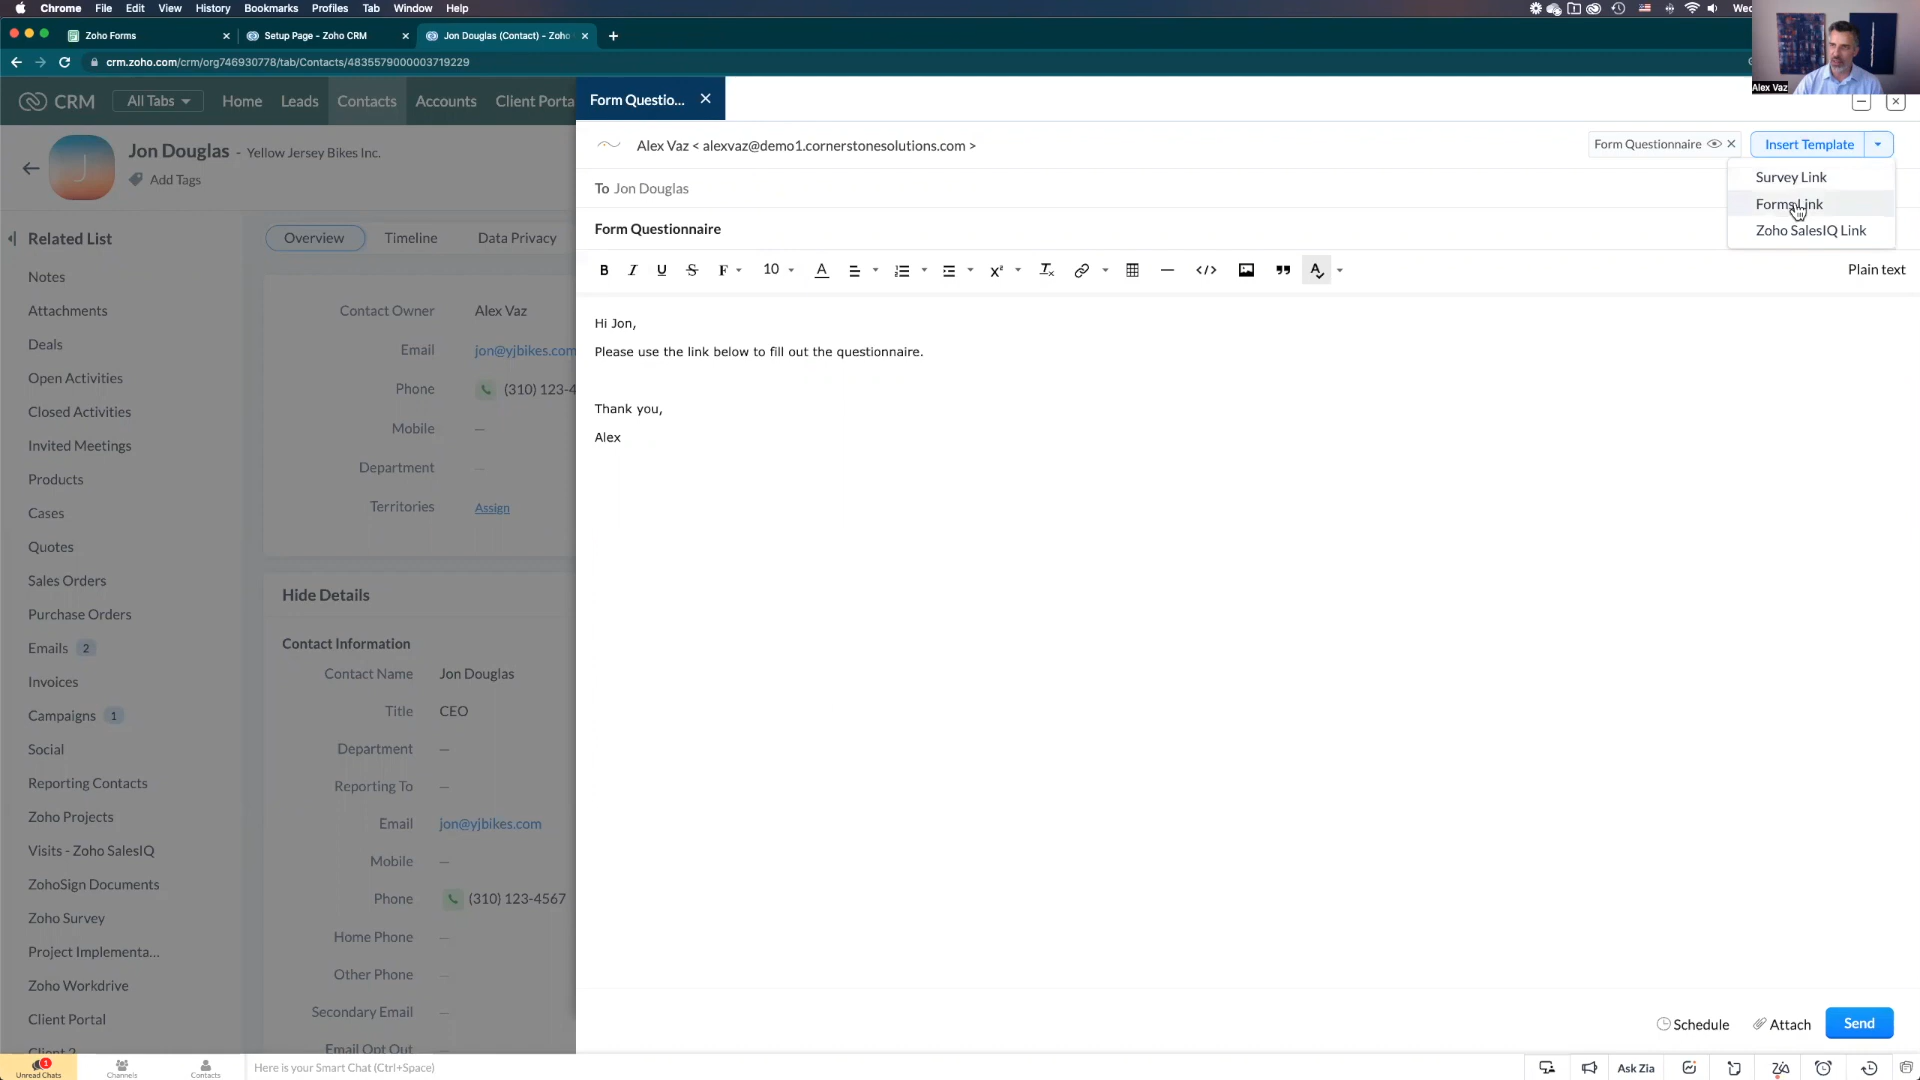 Chrome File Edit View History Bookmarks Profiles Tab Window Help
Wed
Zoho Forms
Setup Page - Zoho CRM
Jon Douglas (Contact) - Zoho
crm.zoho.com/crm/org746930778/tab/Contacts/4835579000003719229
Alex Vaz
CRM
All Tabs
Home
Leads
Contacts
Accounts
Client Porta
Form Questio...
J
Jon Douglas - Yellow Jersey Bikes Inc.
Add Tags
Alex Vaz < alexvaz@demo1.cornerstonesolutions.com >
Form Questionnaire
Insert Template
To Jon Douglas
Survey Link
Forms Link
Zoho SalesIQ Link
Form Questionnaire
B I U S F 10 A
Plain text
Hi Jon,
Please use the link below to fill out the questionnaire.
Thank you,
Alex
Related List
Notes
Attachments
Deals
Open Activities
Closed Activities
Invited Meetings
Products
Cases
Quotes
Sales Orders
Purchase Orders
Emails 2
Invoices
Campaigns 1
Social
Reporting Contacts
Zoho Projects
Visits - Zoho SalesIQ
ZohoSign Documents
Zoho Survey
Project Implementa...
Zoho Workdrive
Client Portal
Client 2
Overview
Timeline
Data Privacy
Contact Owner Alex Vaz
Email jon@yjbikes.com
Phone (310) 123-4
Mobile —
Department —
Territories Assign
Hide Details
Contact Information
Contact Name Jon Douglas
Title CEO
Department —
Reporting To —
Email jon@yjbikes.com
Mobile —
Phone (310) 123-4567
Home Phone —
Other Phone —
Secondary Email —
Email Opt Out
Schedule
Attach
Send
1
Unread Chats
Channels
Contacts
Here is your Smart Chat (Ctrl+Space)
Ask Zia